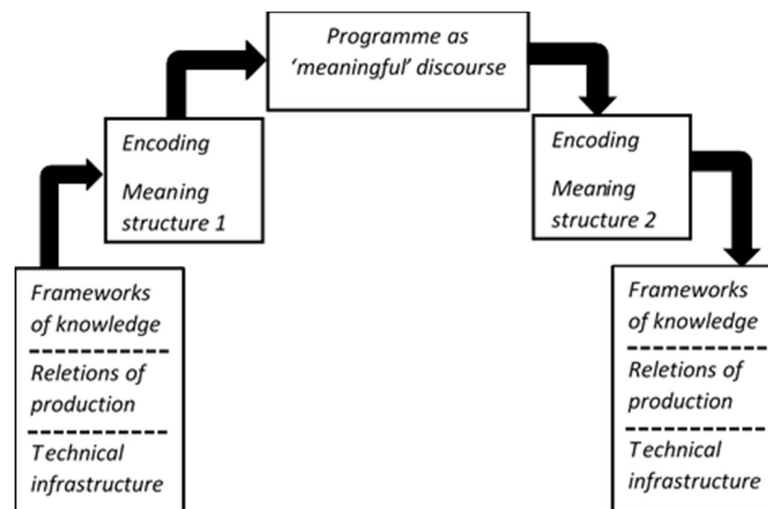 Programme as
‘meaningful’ discourse
Encoding
Meaning
structure 1
Encoding
Meaning
structure 2
Frameworks
of knowledge
Reletions of
production
Technical
infrastructure
Frameworks
of knowledge
Reletions of
production
Technical
infrastructure